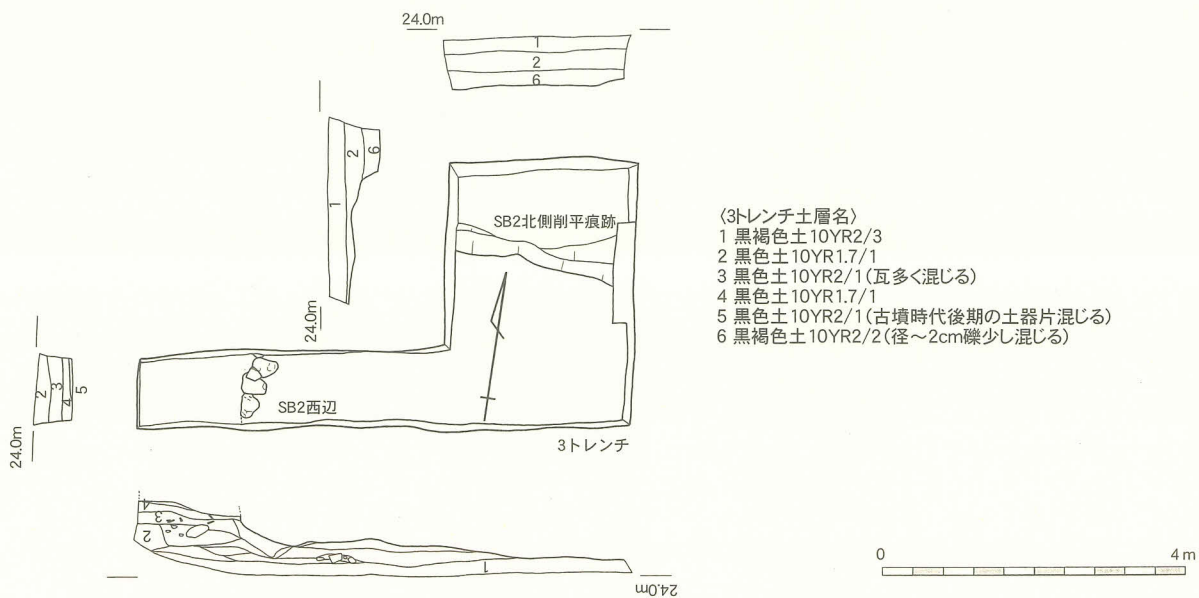 24.0m
1
2
6
1
2
6
24.0m
SB2北側削平痕跡
〈3トレンチ土層名〉
1 黒褐色土10YR2/3
2 黒色土10YR1.7/1
3 黒色土10YR2/1(瓦多く混じる)
4 黒色土10YR1.7/1
5 黒色土10YR2/1(古墳時代後期の土器片混じる)
6 黒褐色土10YR2/2(径～2cm礫少し混じる)
2
3
4
5
24.0m
SB2西辺
3トレンチ
4
3
2
1
24.0m
0
4m